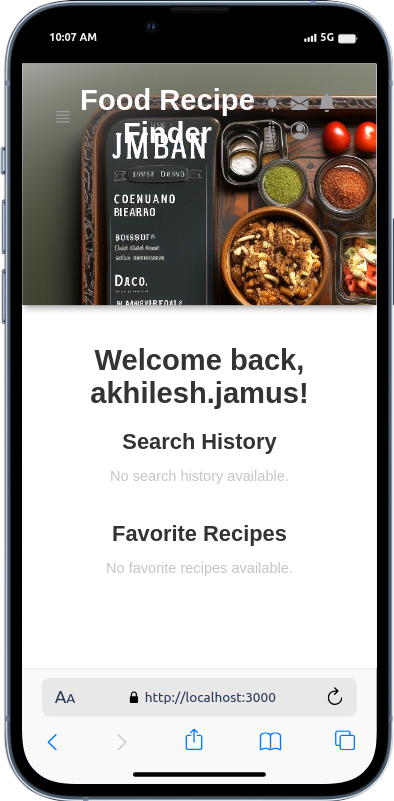 10:07 AM
5G
Food Recipe
Finder
JMBAN
COENUANO
BIEARAO
Daco.
Welcome back,
akhilesh.jamus!
Search History
No search history available.
Favorite Recipes
No favorite recipes available.
AA
http://localhost:3000